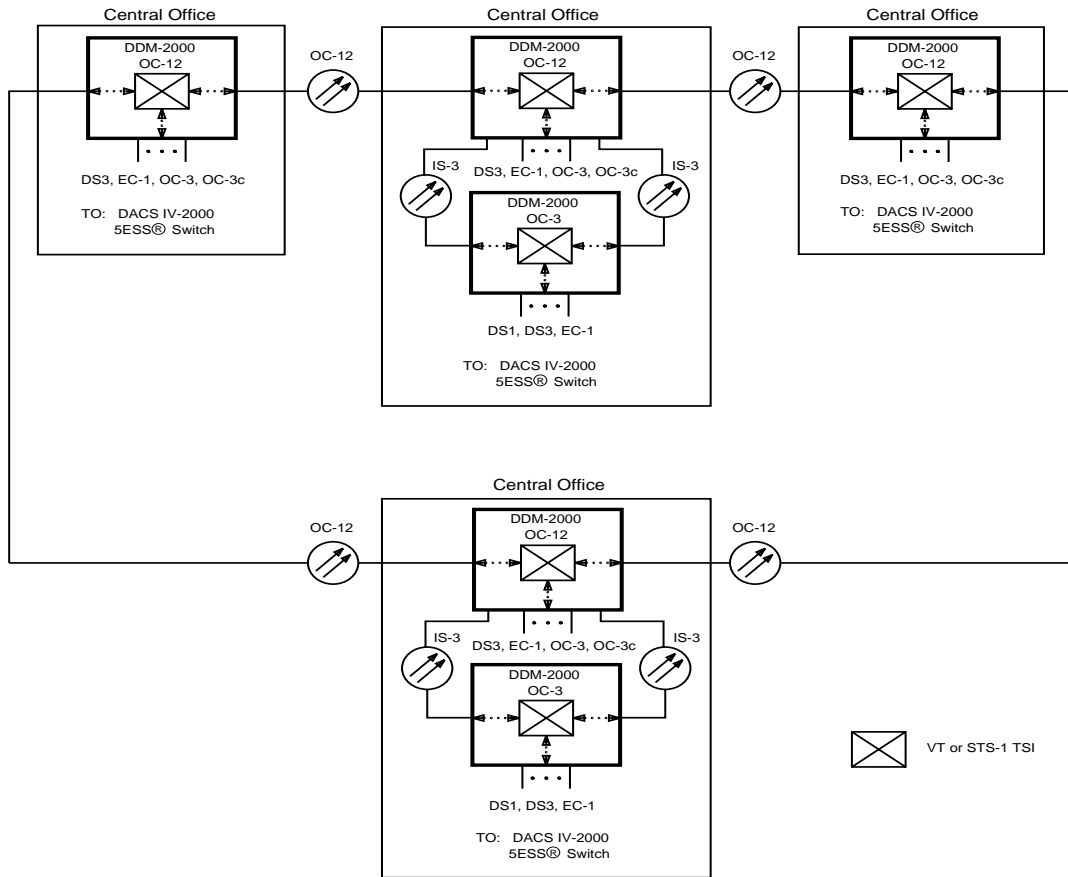 Central Office
DDM-2000
OC-12
DS3, EC-1, OC-3, OC-3c
TO: DACS IV-2000
5ESS® Switch
OC-12
Central Office
DDM-2000
OC-12
IS-3
DS3, EC-1, OC-3, OC-3c
IS-3
DDM-2000
OC-3
DS1, DS3, EC-1
TO: DACS IV-2000
5ESS® Switch
OC-12
Central Office
DDM-2000
OC-12
DS3, EC-1, OC-3, OC-3c
TO: DACS IV-2000
5ESS® Switch
OC-12
Central Office
DDM-2000
OC-12
IS-3
DS3, EC-1, OC-3, OC-3c
IS-3
DDM-2000
OC-3
DS1, DS3, EC-1
TO: DACS IV-2000
5ESS® Switch
OC-12
VT or STS-1 TSI